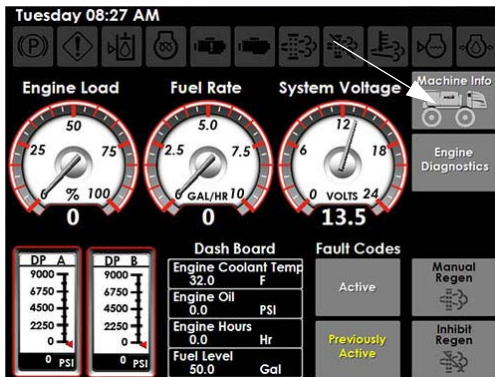 Tuesday 08:27 AM
Engine Load
Fuel Rate
System Voltage
Machine Info
50
25
75
0
% 100
0
5.0
2.5
7.5
0
GAL/HR 10
0
12
6
18
0 VOLTS 24
13.5
Engine
Diagnostics
DP A
9000
6750
4500
2250
0
0 PSI
DP B
9000
6750
4500
2250
0
0 PSI
Dash Board
Engine Coolant Temp
32.0 F
Engine Oil
0.0 PSI
Engine Hours
0.0 Hr
Fuel Level
50.0 Gal
Fault Codes
Active
Previously
Active
Manual
Regen
Inhibit
Regen